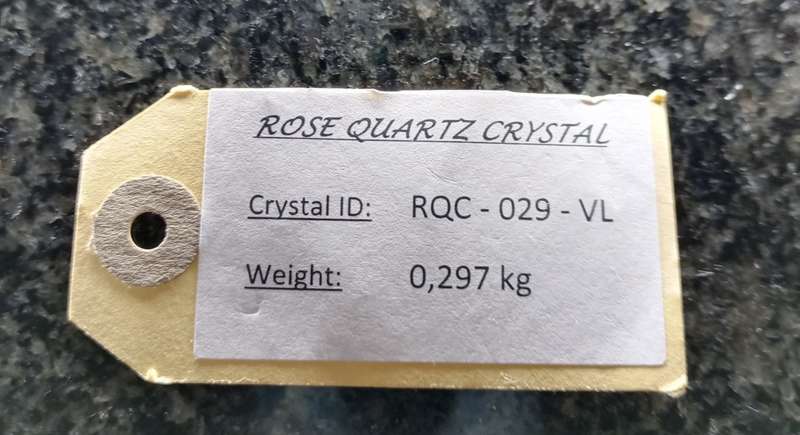 ROSE QUARTZ CRYSTAL
Crystal ID: RQC - 029 - VL
Weight: 0,297 kg